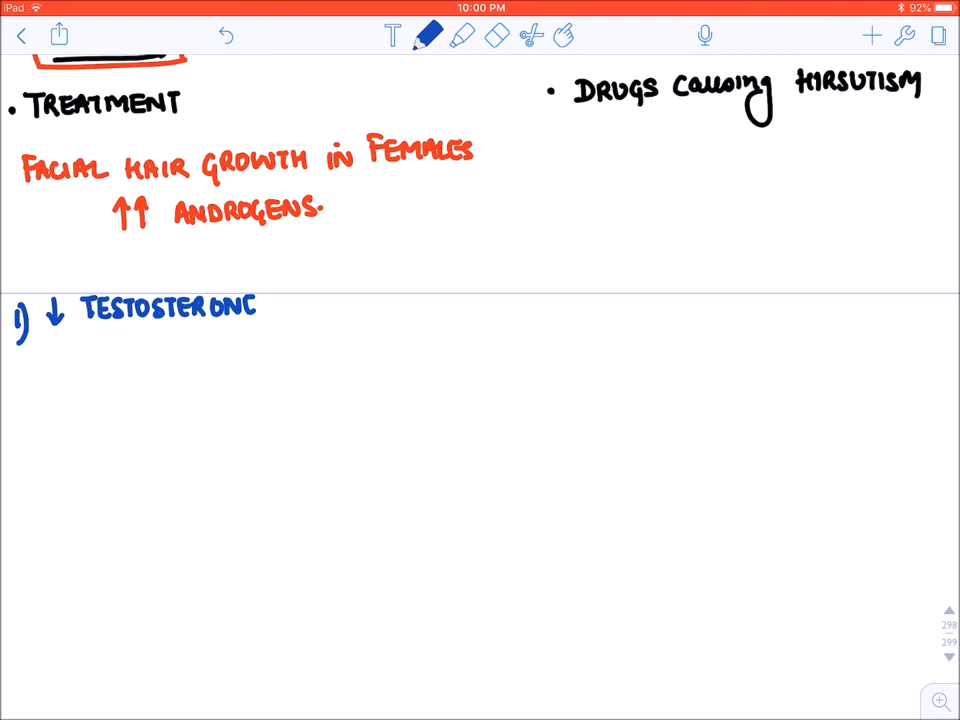 iPad 10:00 PM 92%
T
• TREATMENT
• DRUGS Causing HIRSUTISM
FACIAL HAIR GROWTH in FEMALES
↑↑ ANDROGENS.
1) ↓ TESTOSTERONE
298
299